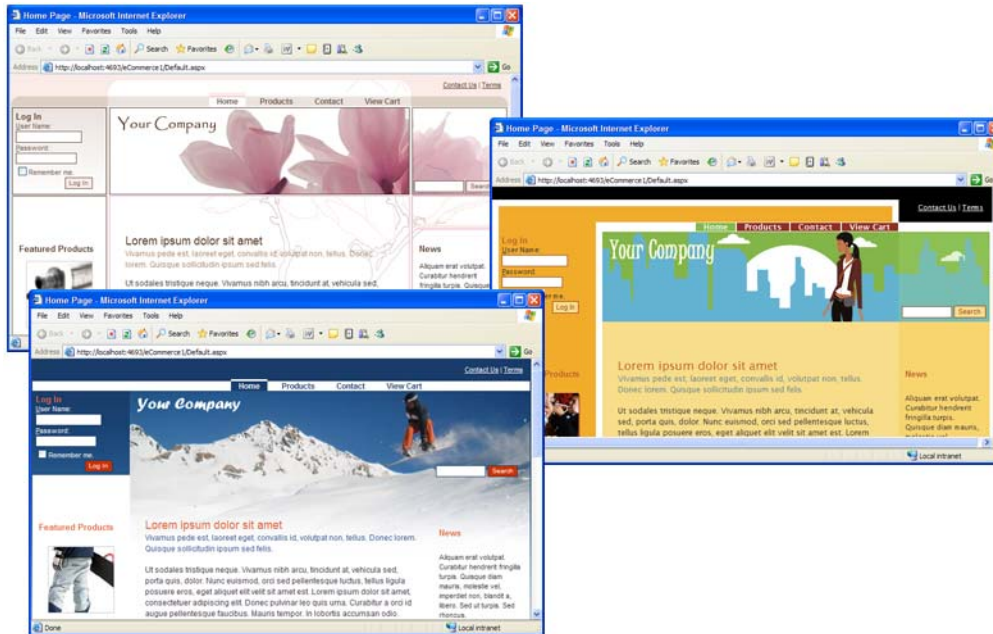 Home Page - Microsoft Internet Explorer
File Edit View Favorites Tools Help
Back Search Favorites
Address http://localhost:4693/eCommerce1/Default.aspx Go
Contact Us | Terms
Home Products Contact View Cart
Log In
User Name:
Password:
Remember me.
Log In
Your Company
Search
Featured Products
Lorem ipsum dolor sit amet
Vivamus pede est, laoreet eget, convallis id, volutpat non, tellus. Donec
lorem. Quisque sollicitudin ipsum sed felis.
Ut sodales tristique neque. Vivamus nibh arcu, tincidunt at, vehicula sed,
News
Aliquam erat volutpat.
Curabitur hendrerit
fringilla turpis. Quisque
Home Page - Microsoft Internet Explorer
File Edit View Favorites Tools Help
Back Search Favorites
Address http://localhost:4693/eCommerce1/Default.aspx Go
Contact Us | Terms
Home Products Contact View Cart
Log In
User Name:
Password:
er me.
Log In
Your Company
Search
Products
Lorem ipsum dolor sit amet
Vivamus pede est, laoreet eget, convallis id, volutpat non, tellus.
Donec lorem. Quisque sollicitudin ipsum sed felis.
Ut sodales tristique neque. Vivamus nibh arcu, tincidunt at, vehicula
sed, porta quis, dolor. Nunc euismod, orci sed pellentesque luctus,
tellus ligula posuere eros, eget aliquet elit velit sit amet est. Lorem
News
Aliquam erat volutpat.
Curabitur hendrerit
fringilla turpis.
Quisque diam mauris,
molestie vel,
Local intranet
Home Page - Microsoft Internet Explorer
File Edit View Favorites Tools Help
Back Search Favorites
Address http://localhost:4693/eCommerce1/Default.aspx Go
Contact Us | Terms
Home Products Contact View Cart
Log In
User Name:
Password:
Remember me.
Log In
Your Company
Search
Featured Products
Lorem ipsum dolor sit amet
Vivamus pede est, laoreet eget, convallis id, volutpat non, tellus. Donec lorem.
Quisque sollicitudin ipsum sed felis.
Ut sodales tristique neque. Vivamus nibh arcu, tincidunt at, vehicula sed,
porta quis, dolor. Nunc euismod, orci sed pellentesque luctus, tellus ligula
posuere eros, eget aliquet elit velit sit amet est. Lorem ipsum dolor sit amet,
consectetuer adipiscing elit. Donec pulvinar leo quis urna. Curabitur a orci id
augue pellentesque faucibus. Mauris tempor. In lobortis accumsan odio.
News
Aliquam erat volutpat.
Curabitur hendrerit fringilla
turpis. Quisque diam
mauris, molestie vel,
imperdiet non, blandit a,
libero. Sed ut turpis. Sed
rhoncus.
Done
Local intranet